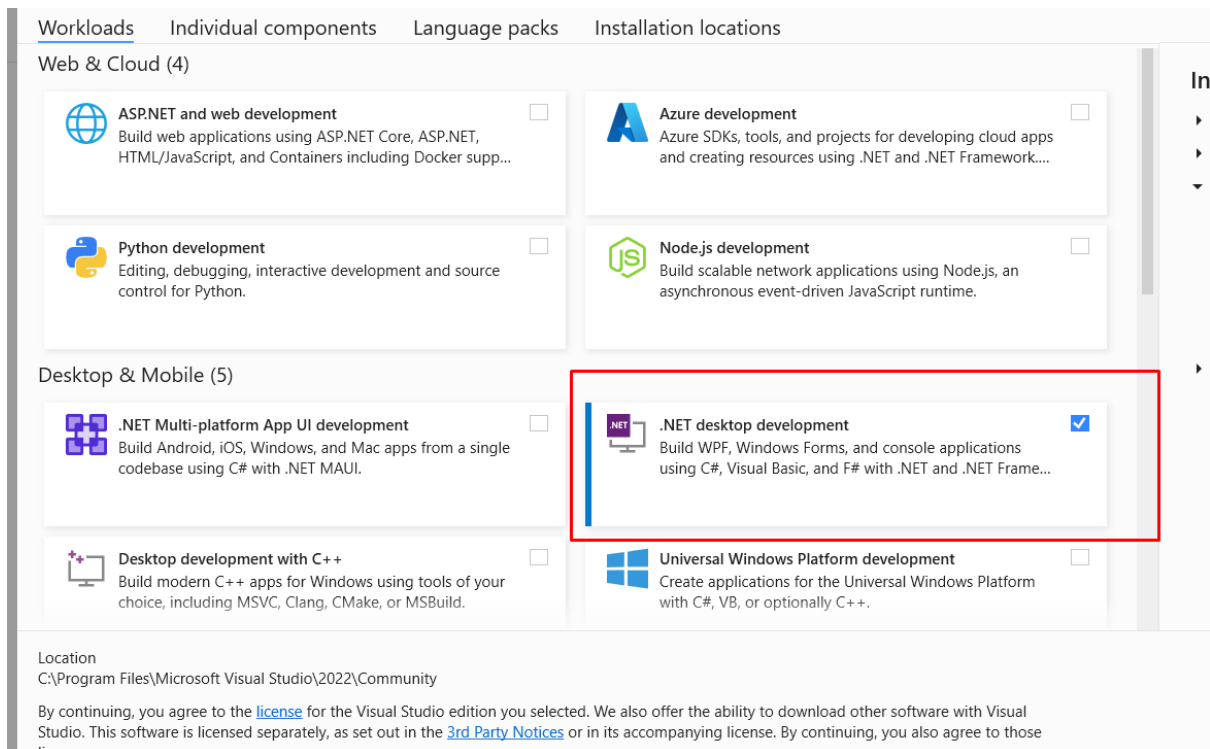 Workloads Individual components Language packs Installation locations
Web & Cloud (4)
In
ASP.NET and web development
Build web applications using ASP.NET Core, ASP.NET,
HTML/JavaScript, and Containers including Docker supp...
Azure development
Azure SDKs, tools, and projects for developing cloud apps
and creating resources using .NET and .NET Framework....
Python development
Editing, debugging, interactive development and source
control for Python.
JS
Node.js development
Build scalable network applications using Node.js, an
asynchronous event-driven JavaScript runtime.
Desktop & Mobile (5)
.NET Multi-platform App UI development
Build Android, iOS, Windows, and Mac apps from a single
codebase using C# with .NET MAUI.
.NET
.NET desktop development
Build WPF, Windows Forms, and console applications
using C#, Visual Basic, and F# with .NET and .NET Frame...
Desktop development with C++
Build modern C++ apps for Windows using tools of your
choice, including MSVC, Clang, CMake, or MSBuild.
Universal Windows Platform development
Create applications for the Universal Windows Platform
with C#, VB, or optionally C++.
Location
C:\Program Files\Microsoft Visual Studio\2022\Community
By continuing, you agree to the license for the Visual Studio edition you selected. We also offer the ability to download other software with Visual
Studio. This software is licensed separately, as set out in the 3rd Party Notices or in its accompanying license. By continuing, you also agree to those